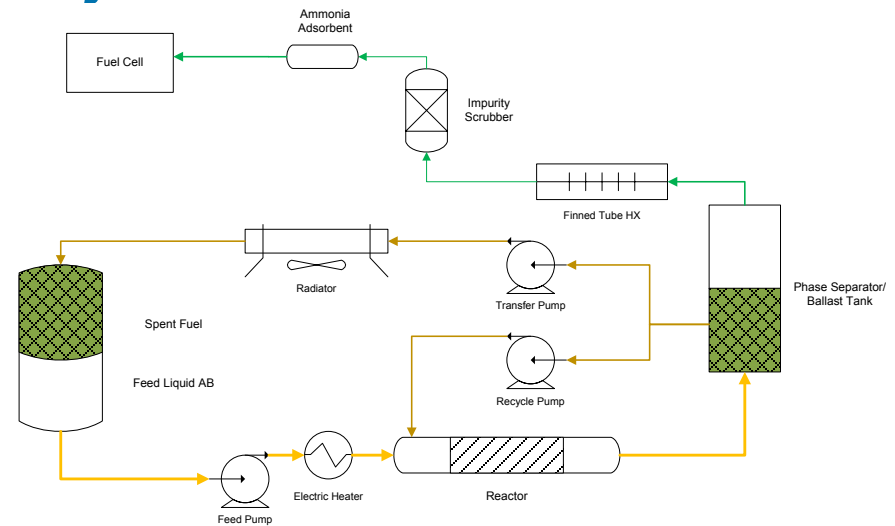 Ammonia
Adsorbent
Fuel Cell
Impurity
Scrubber
Finned Tube HX
Radiator
Transfer Pump
Phase Separator/
Ballast Tank
Spent Fuel
Feed Liquid AB
Recycle Pump
Electric Heater
Reactor
Feed Pump